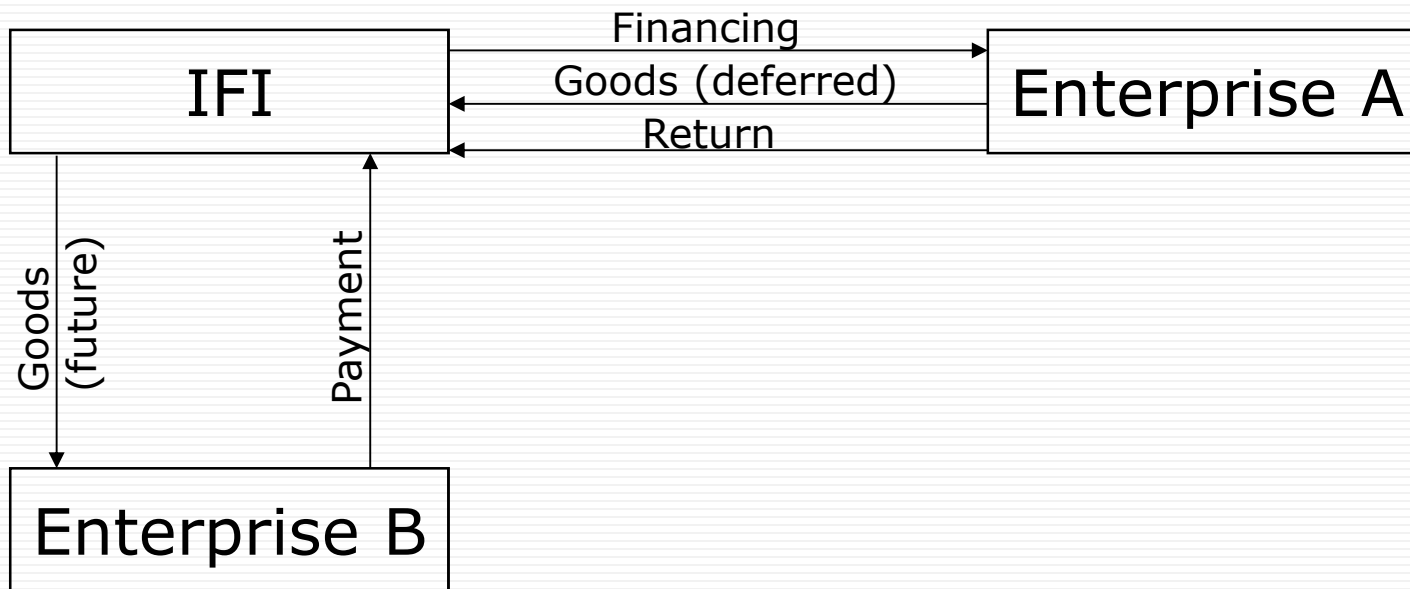 Financing
IFI
Goods (deferred)
Enterprise A
Return
Goods
(future)
Payment
Enterprise B